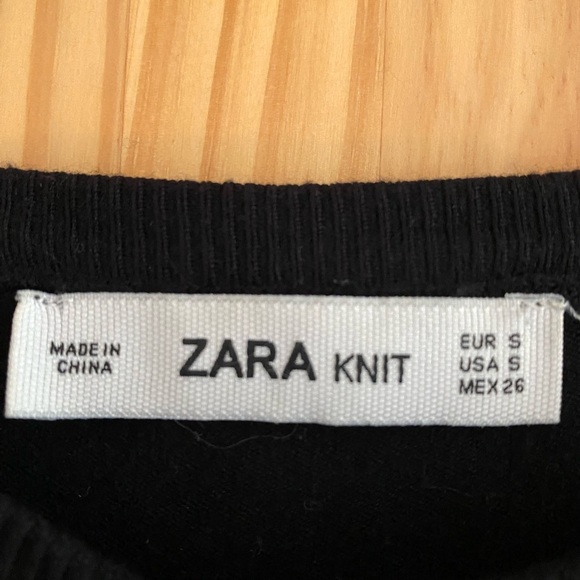 MADE IN
CHINA
ZARA KNIT
EUR S
USA S
MEX 26